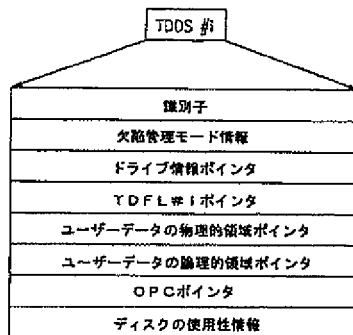 TDDS #i
識別子
欠陥管理モード情報
ドライブ情報ポインタ
TDFL#iポインタ
ユーザーデータの物理的領域ポインタ
ユーザーデータの論理的領域ポインタ
OPCポインタ
ディスクの使用性情報